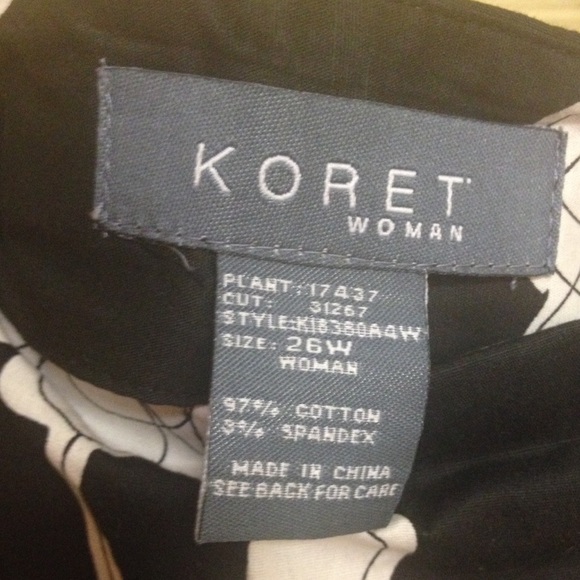 KORET
WOMAN
PLANT: 17437
CUT: 31267
STYLE:K18380A4W
SIZE: 26W
WOMAN
97% COTTON
3% SPANDEX
MADE IN CHINA
SEE BACK FOR CARE